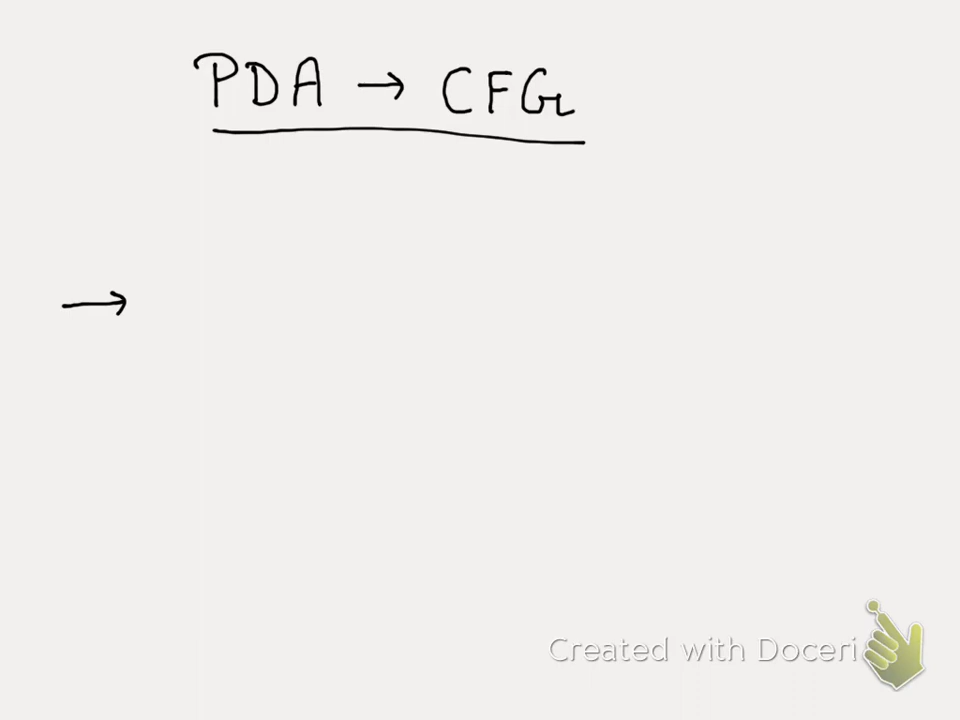 PDA → CFG
→
Created with Doceri